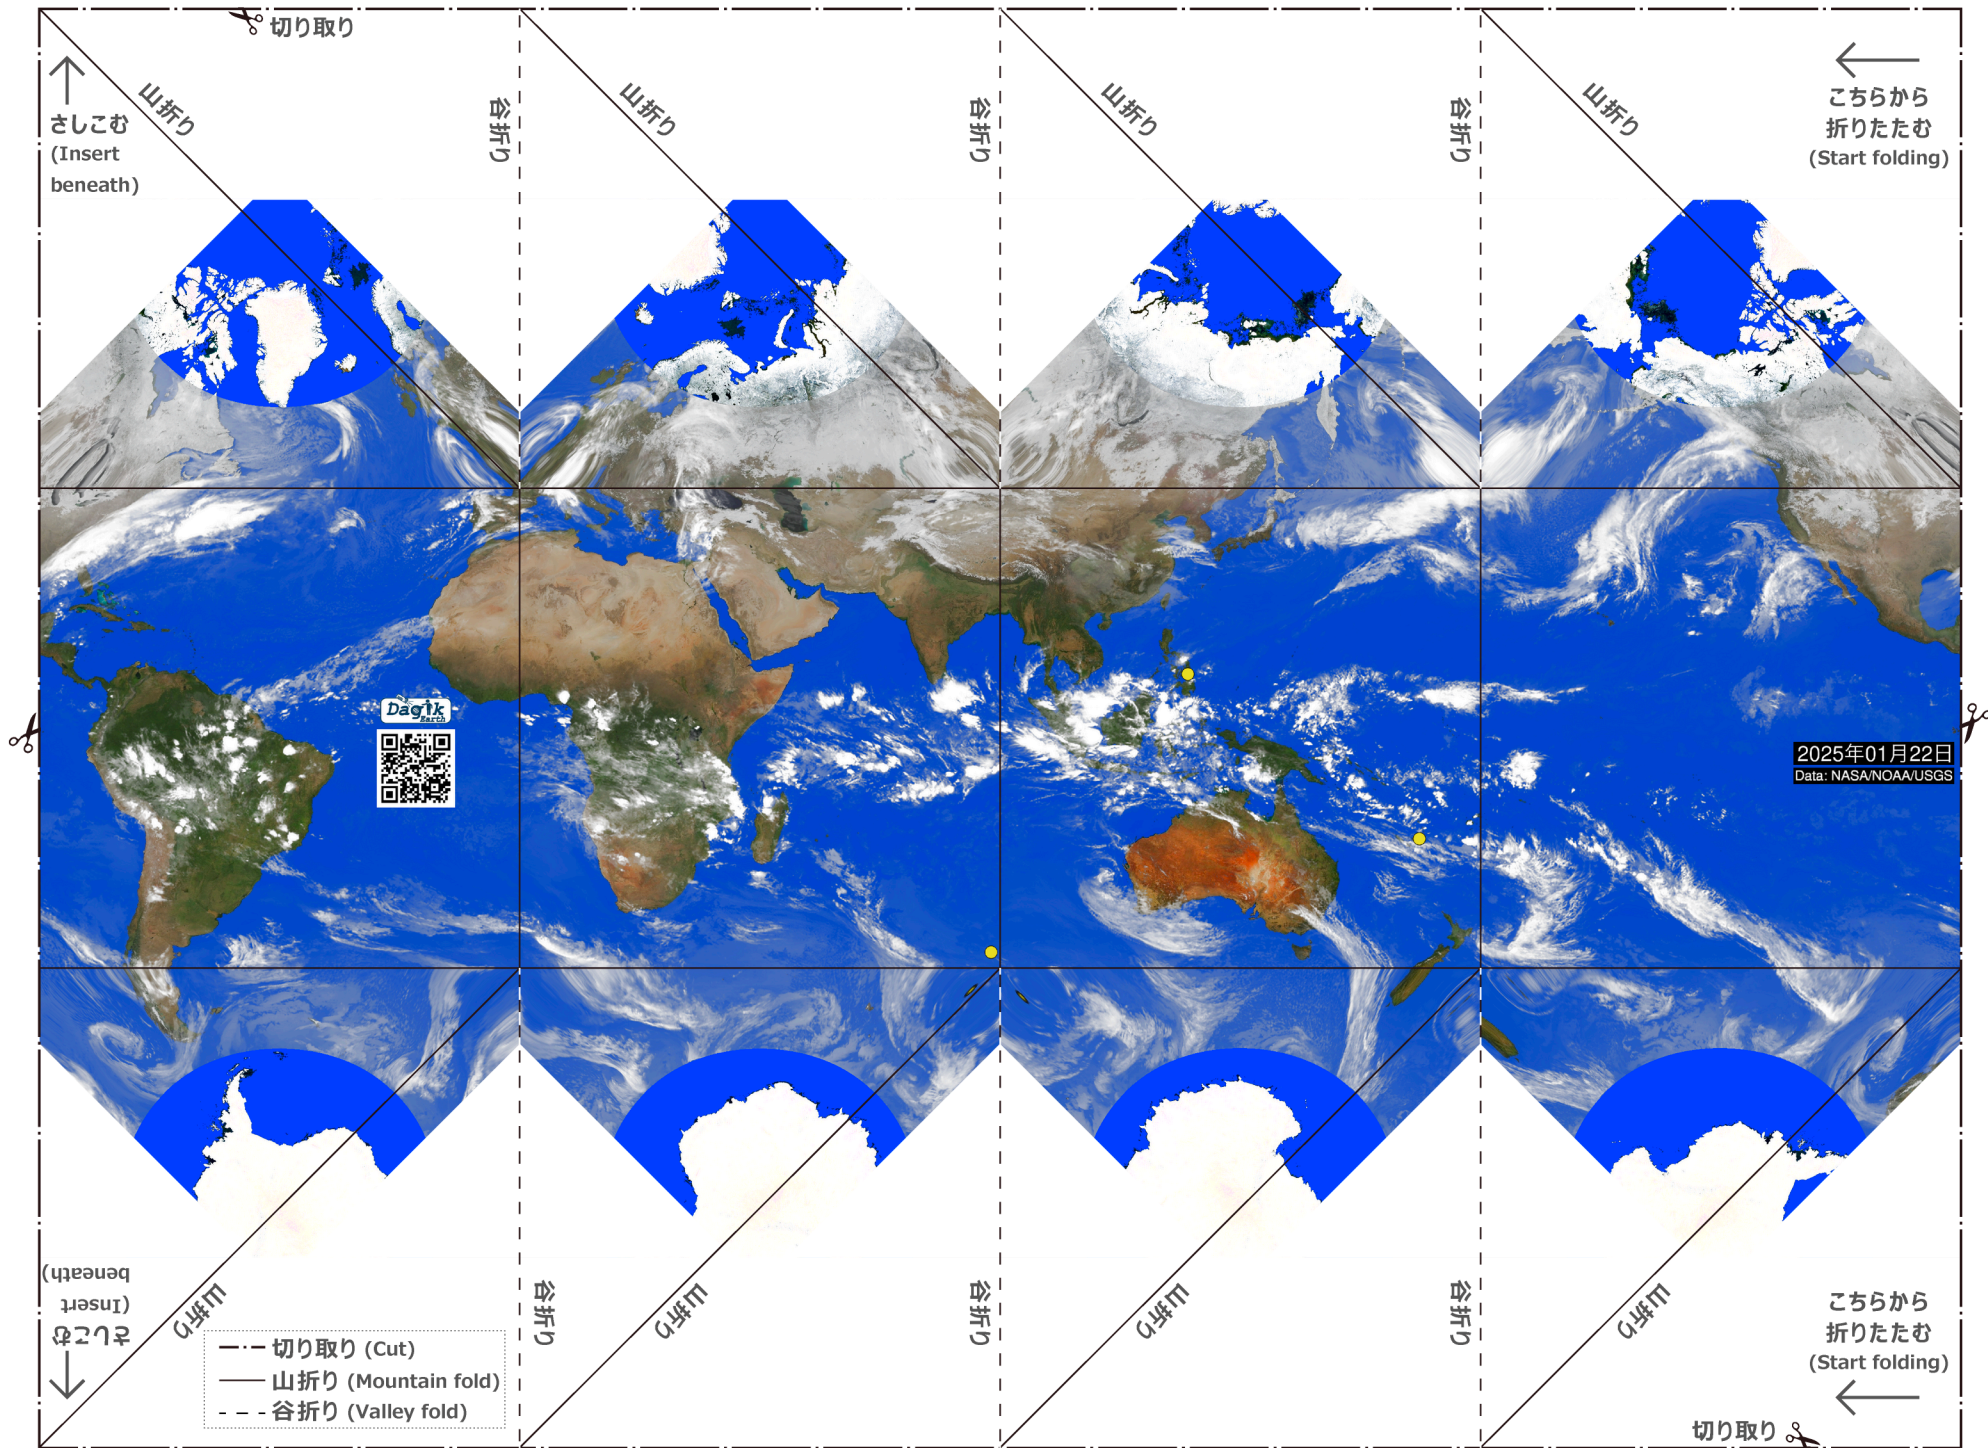 切り取り
山折り
山折り
山折り
山折り
谷折り
谷折り
谷折り
さしこむ
(Insert
beneath)
こちらから
折りたたむ
(Start folding)
Dagik
Earth
2025年01月22日
Data: NASA/NOAA/USGS
さしこむ
(Insert
beneath)
山折り
山折り
山折り
山折り
谷折り
谷折り
谷折り
こちらから
折りたたむ
(Start folding)
切り取り (Cut)
山折り (Mountain fold)
谷折り (Valley fold)
切り取り